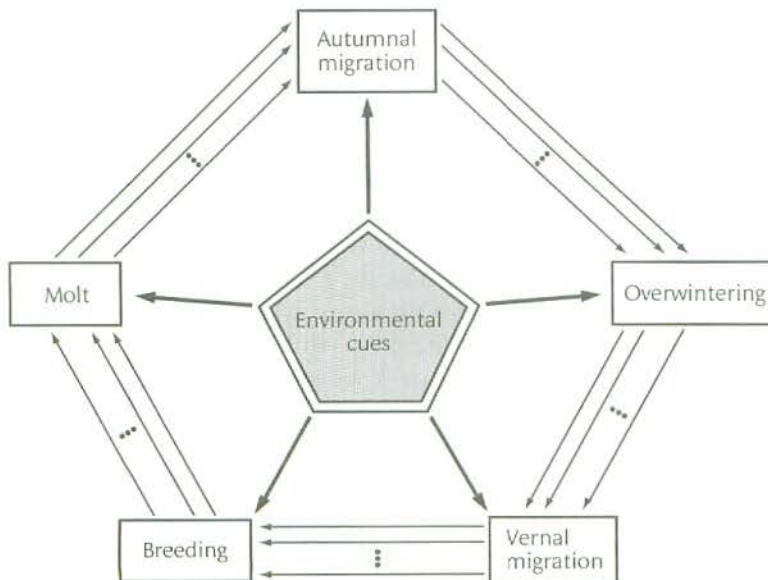 Autumnal
migration
Molt
Overwintering
Environmental
cues
Breeding
Vernal
migration